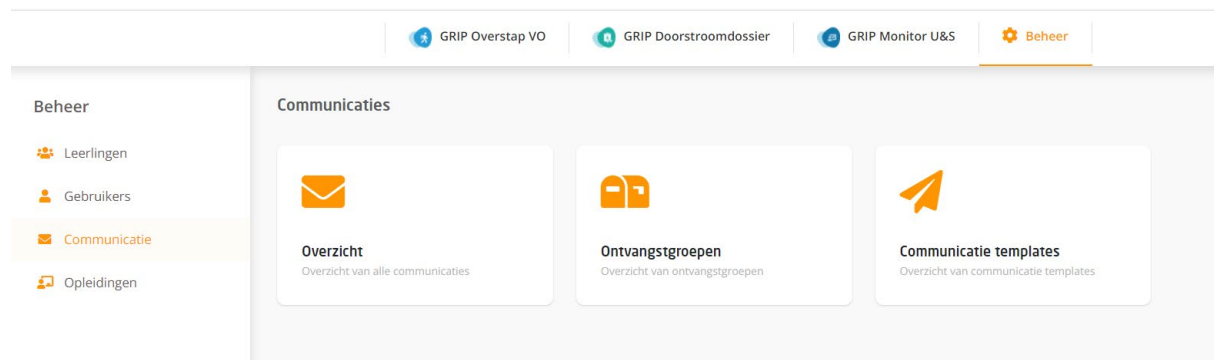 GRIP Overstap VO
GRIP Doorstroomdossier
GRIP Monitor U&S
Beheer
Beheer
Leerlingen
Gebruikers
Communicatie
Opleidingen
Communicaties
Overzicht
Overzicht van alle communicaties
Ontvangstgroepen
Overzicht van ontvangstgroepen
Communicatie templates
Overzicht van communicatie templates